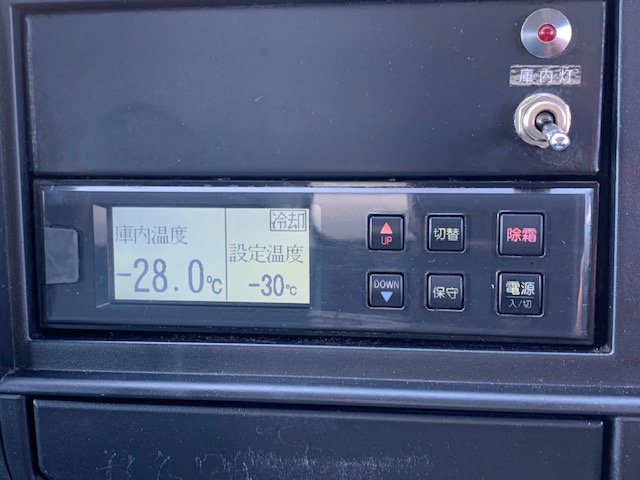 庫内灯
冷却
庫内温度
設定温度
-28.0℃
-30℃
UP
切替
除霜
DOWN
保守
電源
入/切